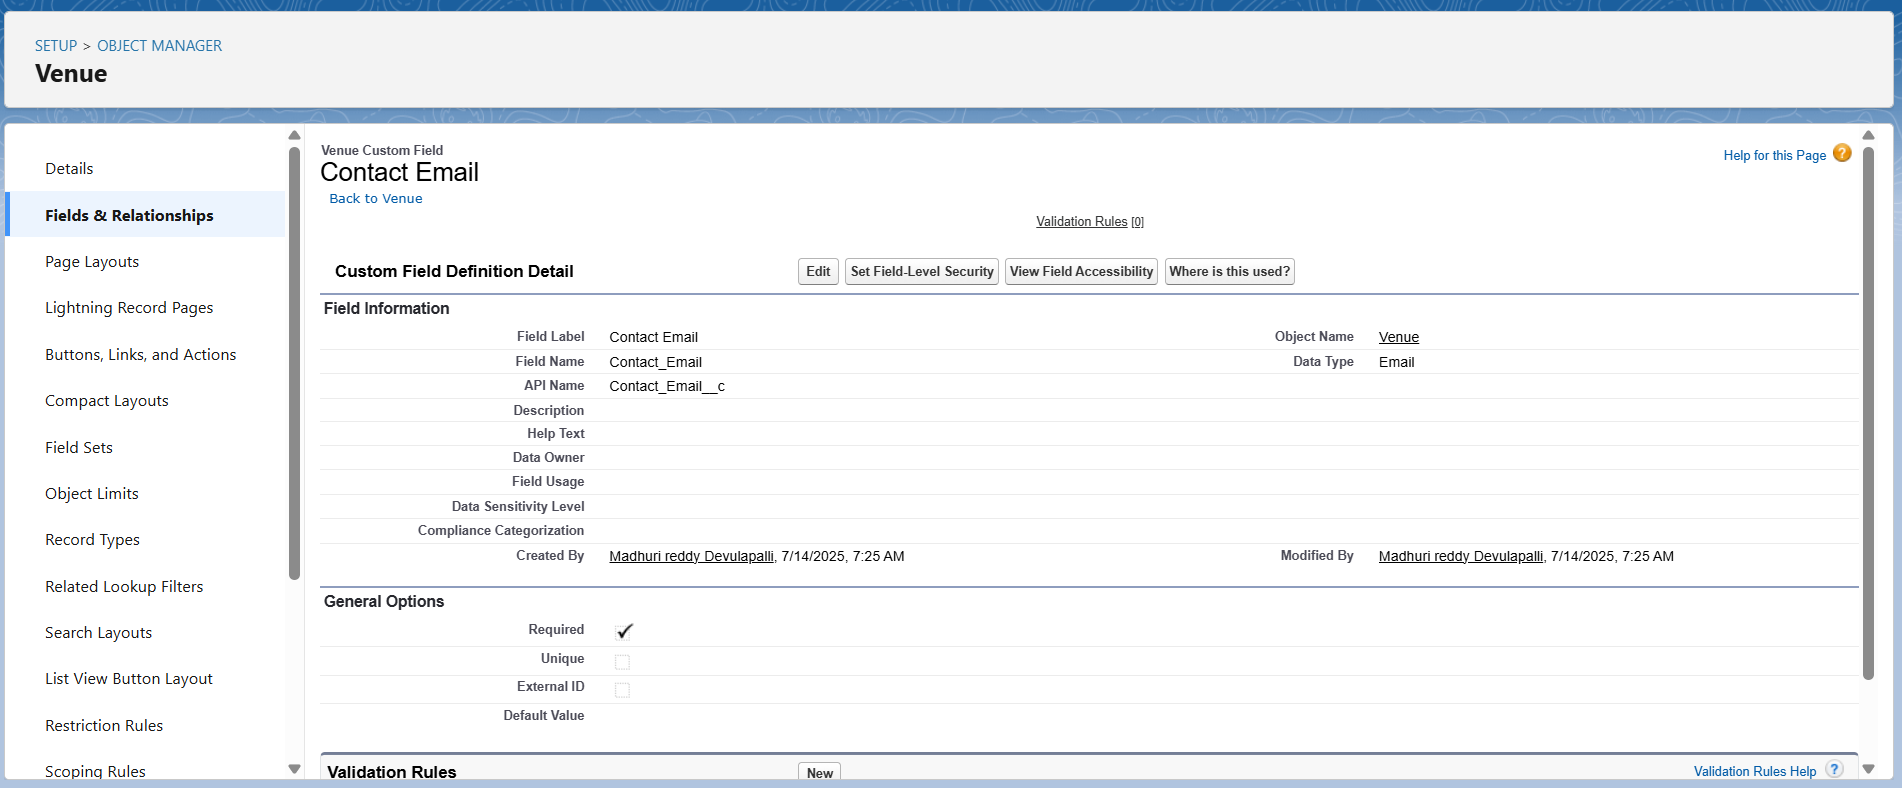 SETUP > OBJECT MANAGER
Venue
Details
Fields & Relationships
Page Layouts
Lightning Record Pages
Buttons, Links, and Actions
Compact Layouts
Field Sets
Object Limits
Record Types
Related Lookup Filters
Search Layouts
List View Button Layout
Restriction Rules
Scoping Rules
Venue Custom Field
Contact Email
Back to Venue
Help for this Page ?
Validation Rules [0]
Custom Field Definition Detail Edit Set Field-Level Security View Field Accessibility Where is this used?
Field Information
Field Label Contact Email Object Name Venue
Field Name Contact_Email Data Type Email
API Name Contact_Email__c
Description
Help Text
Data Owner
Field Usage
Data Sensitivity Level
Compliance Categorization
Created By Madhuri reddy Devulapalli, 7/14/2025, 7:25 AM Modified By Madhuri reddy Devulapalli, 7/14/2025, 7:25 AM
General Options
Required
Unique
External ID
Default Value
Validation Rules New Validation Rules Help ?